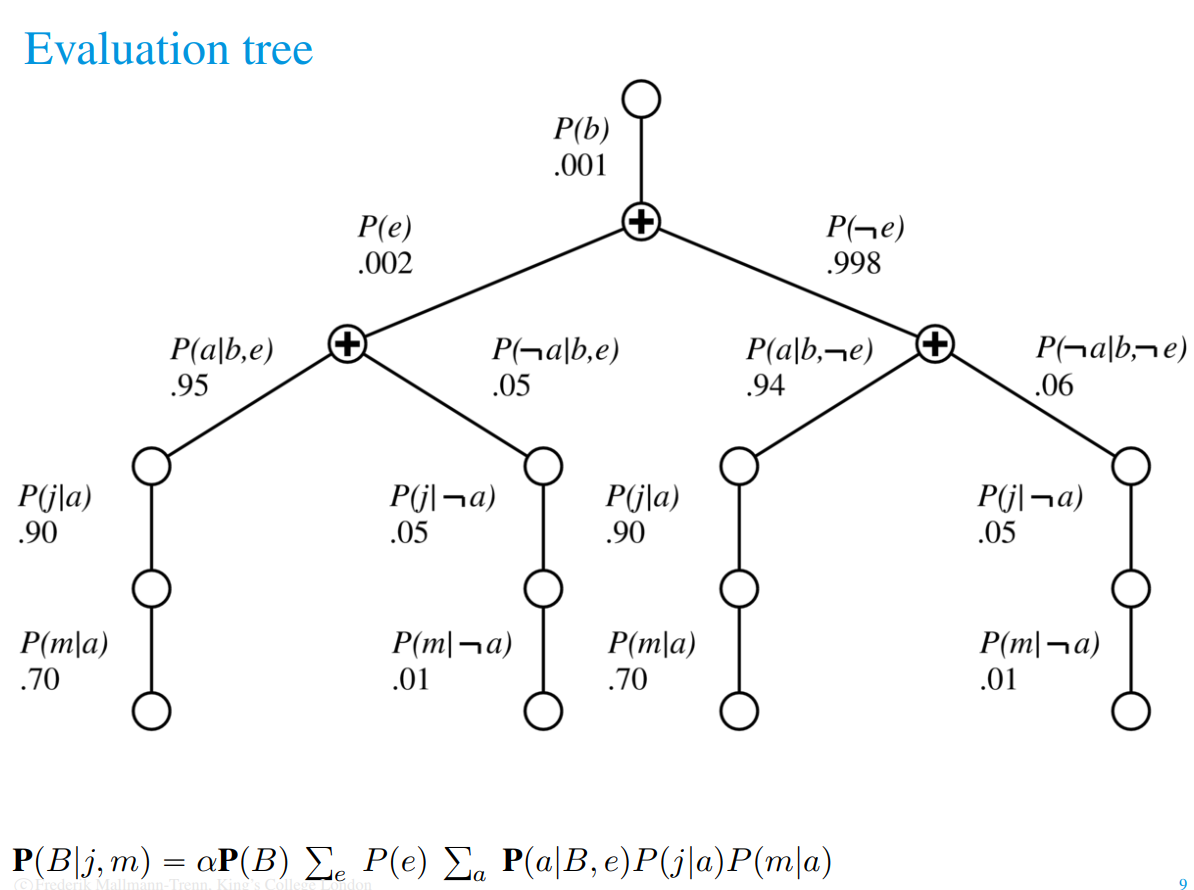 Evaluation tree
P(b)
.001
P(e)
.002
P(¬e)
.998
P(a|b,e)
.95
P(¬a|b,e)
.05
P(a|b,¬e)
.94
P(¬a|b,¬e)
.06
P(j|a)
.90
P(j|¬a)
.05
P(j|a)
.90
P(j|¬a)
.05
P(m|a)
.70
P(m|¬a)
.01
P(m|a)
.70
P(m|¬a)
.01
P(B|j, m) = αP(B) ∑e P(e) ∑a P(a|B, e)P(j|a)P(m|a)
©Frederik Mallmann-Trenn, King's College London
9